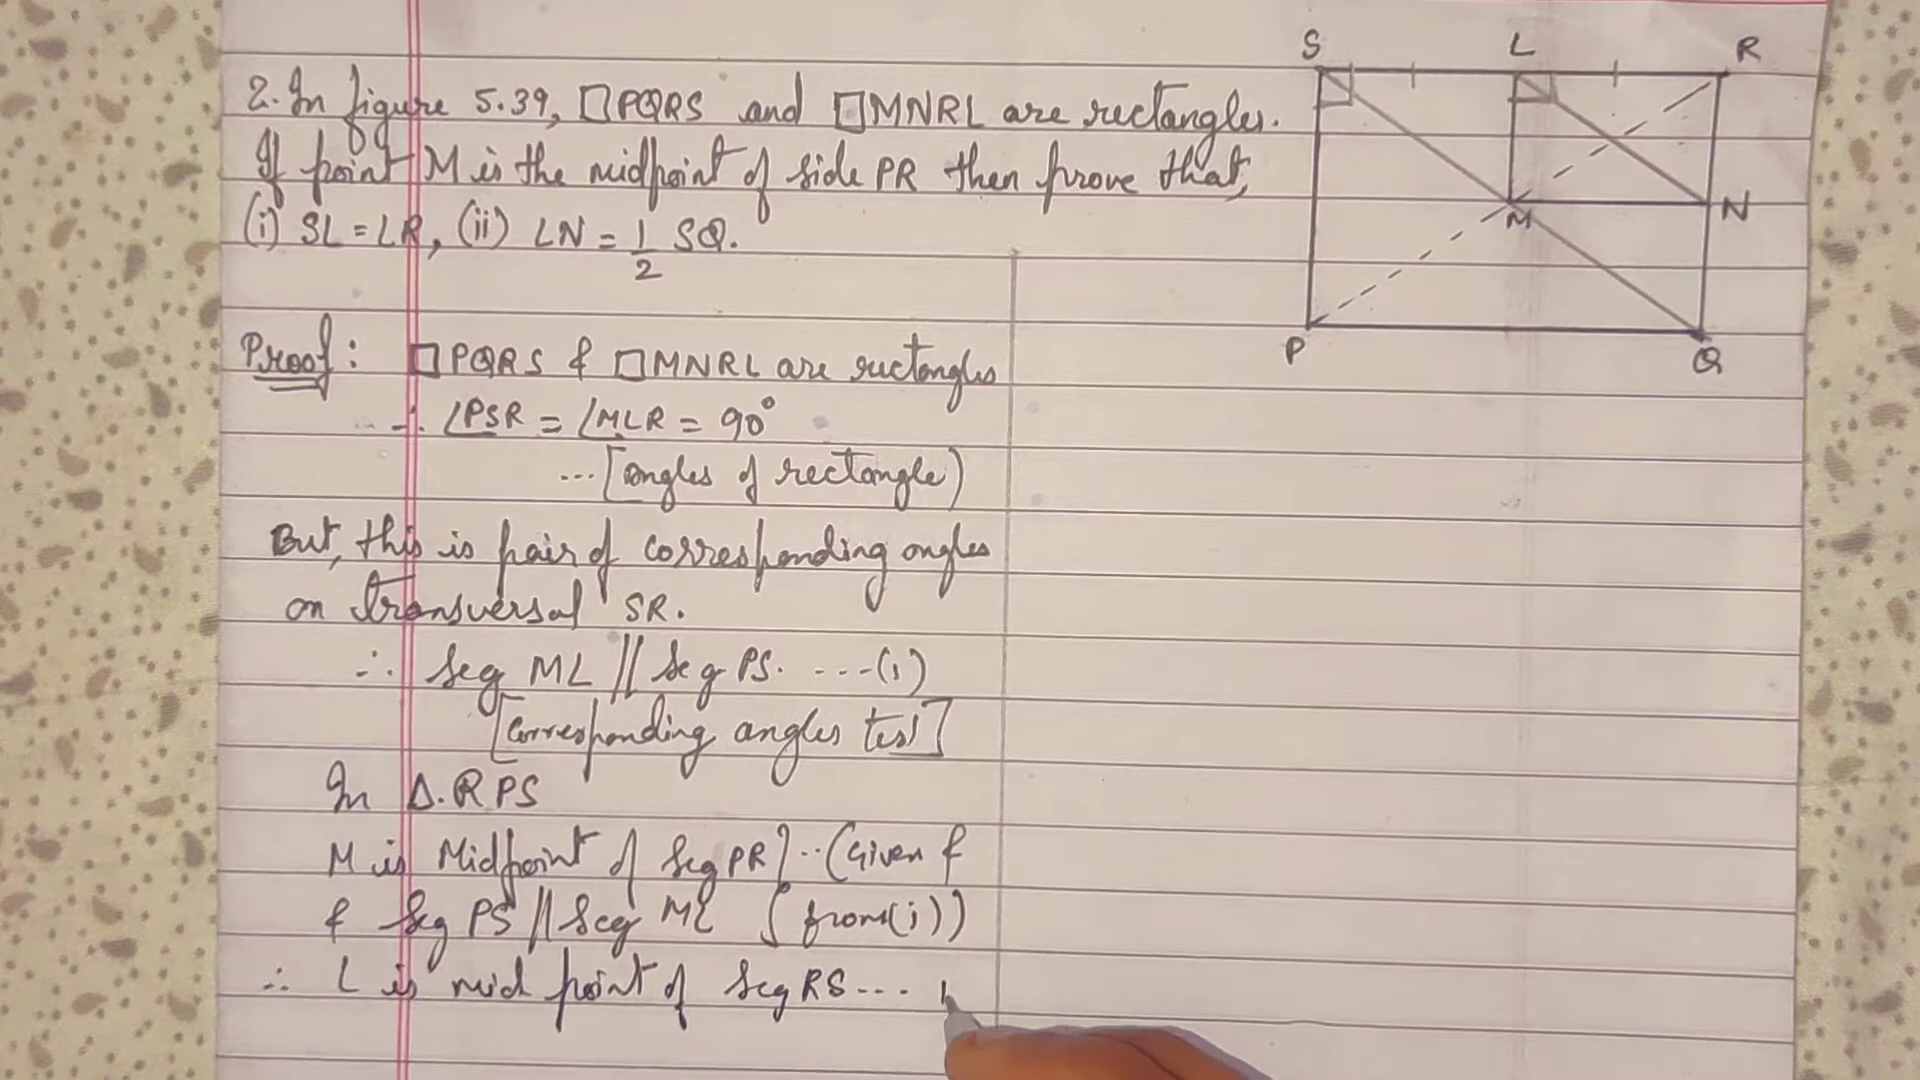 2. In figure 5.39, □PQRS and □MNRL are rectangles.
If point M is the midpoint of side PR then prove that,
(i) SL = LR, (ii) LN = 1/2 SQ.
Proof: □PQRS & □MNRL are rectangles
∴ ∠PSR = ∠MLR = 90°
... [angles of rectangle)
But, this is pair of corresponding angles
on transversal SR.
∴ seg ML || seg PS. ....(i)
[corresponding angles test]
In Δ.RPS
M is Midpoint of seg PR} ..(Given &
& seg PS || seg ML } from(i))
∴ L is mid point of seg RS ...
S L R
M N
P Q